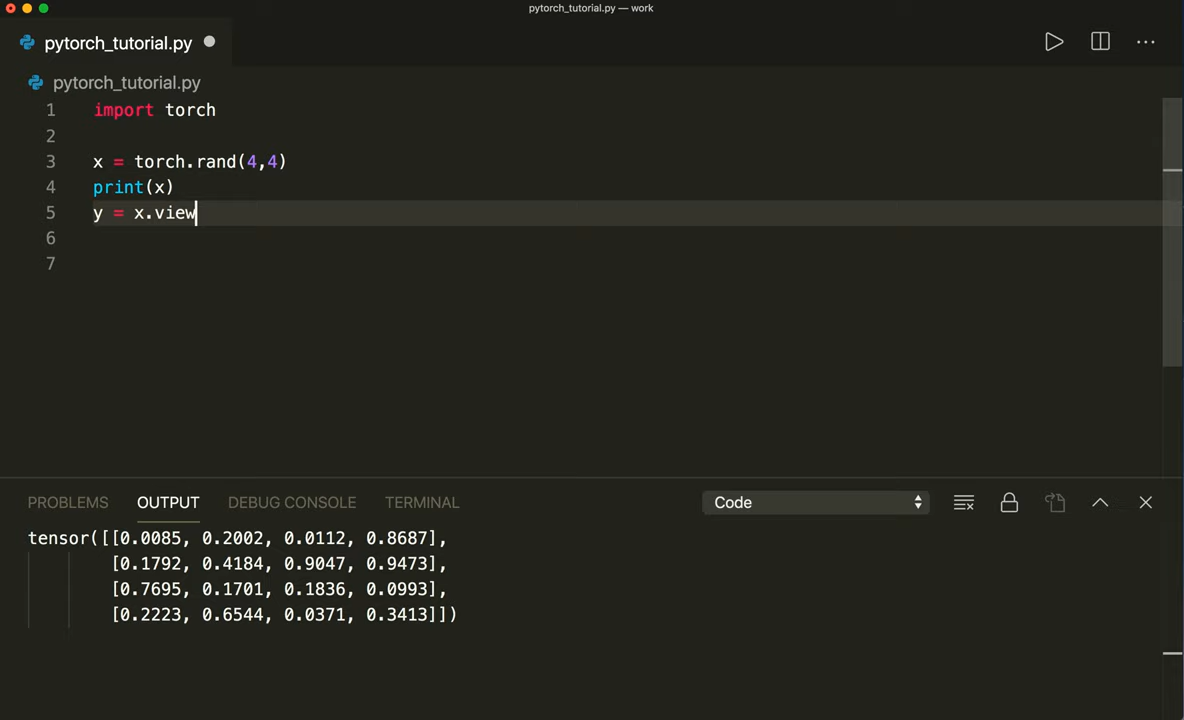 pytorch_tutorial.py — work
pytorch_tutorial.py
pytorch_tutorial.py
1 import torch
2
3 x = torch.rand(4,4)
4 print(x)
5 y = x.view
6
7
PROBLEMS OUTPUT DEBUG CONSOLE TERMINAL Code
tensor([[0.0085, 0.2002, 0.0112, 0.8687],
[0.1792, 0.4184, 0.9047, 0.9473],
[0.7695, 0.1701, 0.1836, 0.0993],
[0.2223, 0.6544, 0.0371, 0.3413]])